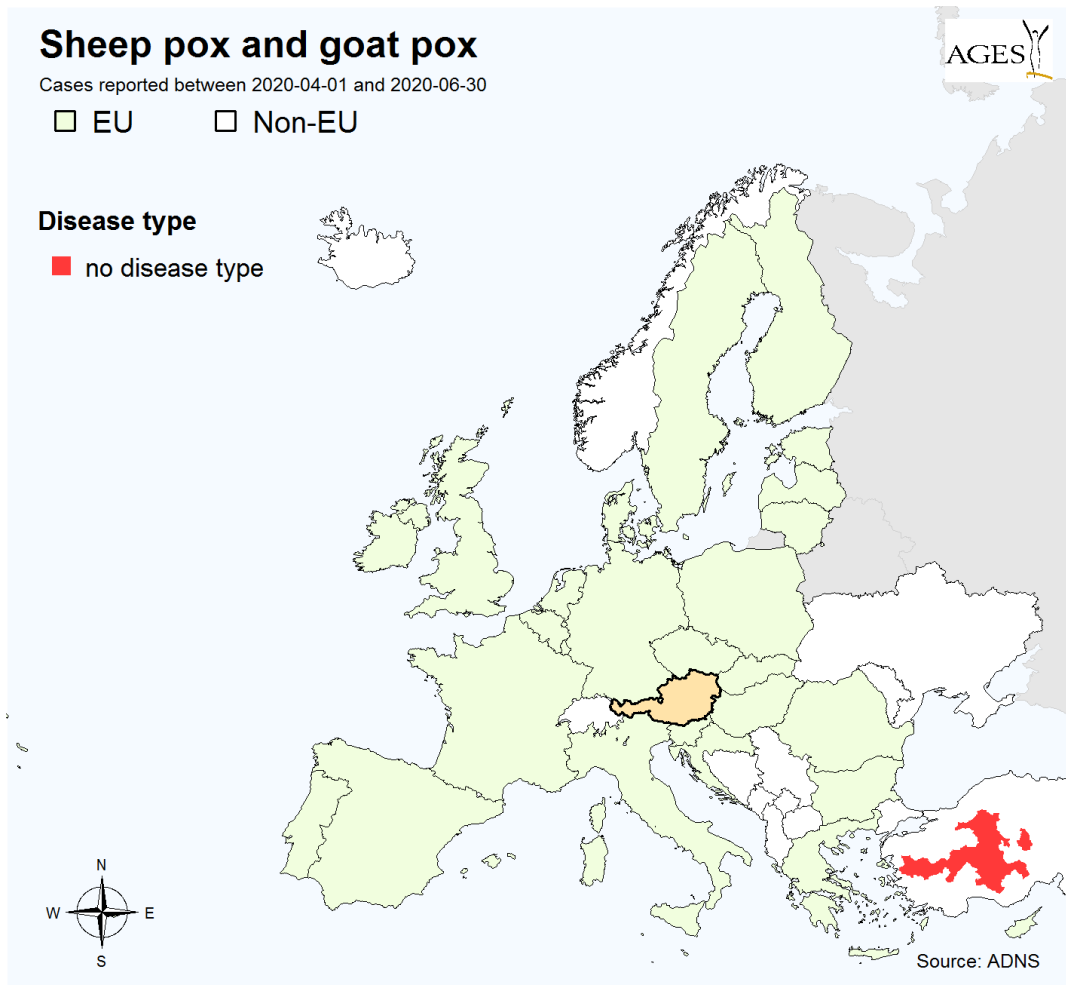 Sheep pox and goat pox
Cases reported between 2020-04-01 and 2020-06-30
EU Non-EU
AGES
Disease type
no disease type
N
W E
S
Source: ADNS